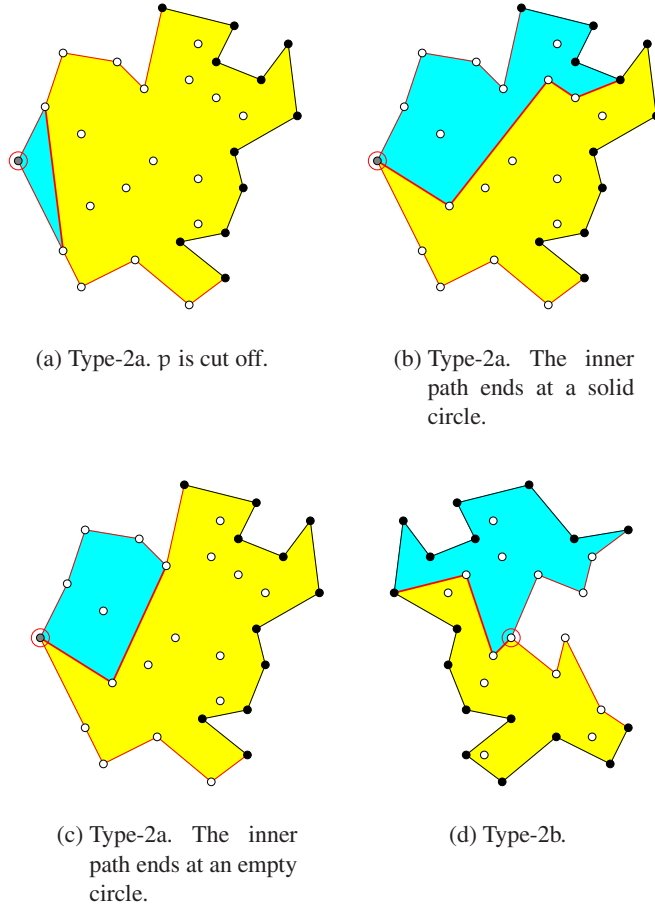 (a) Type-2a. p is cut off.
(b) Type-2a. The inner
path ends at a solid
circle.
(c) Type-2a. The inner
path ends at an empty
circle.
(d) Type-2b.